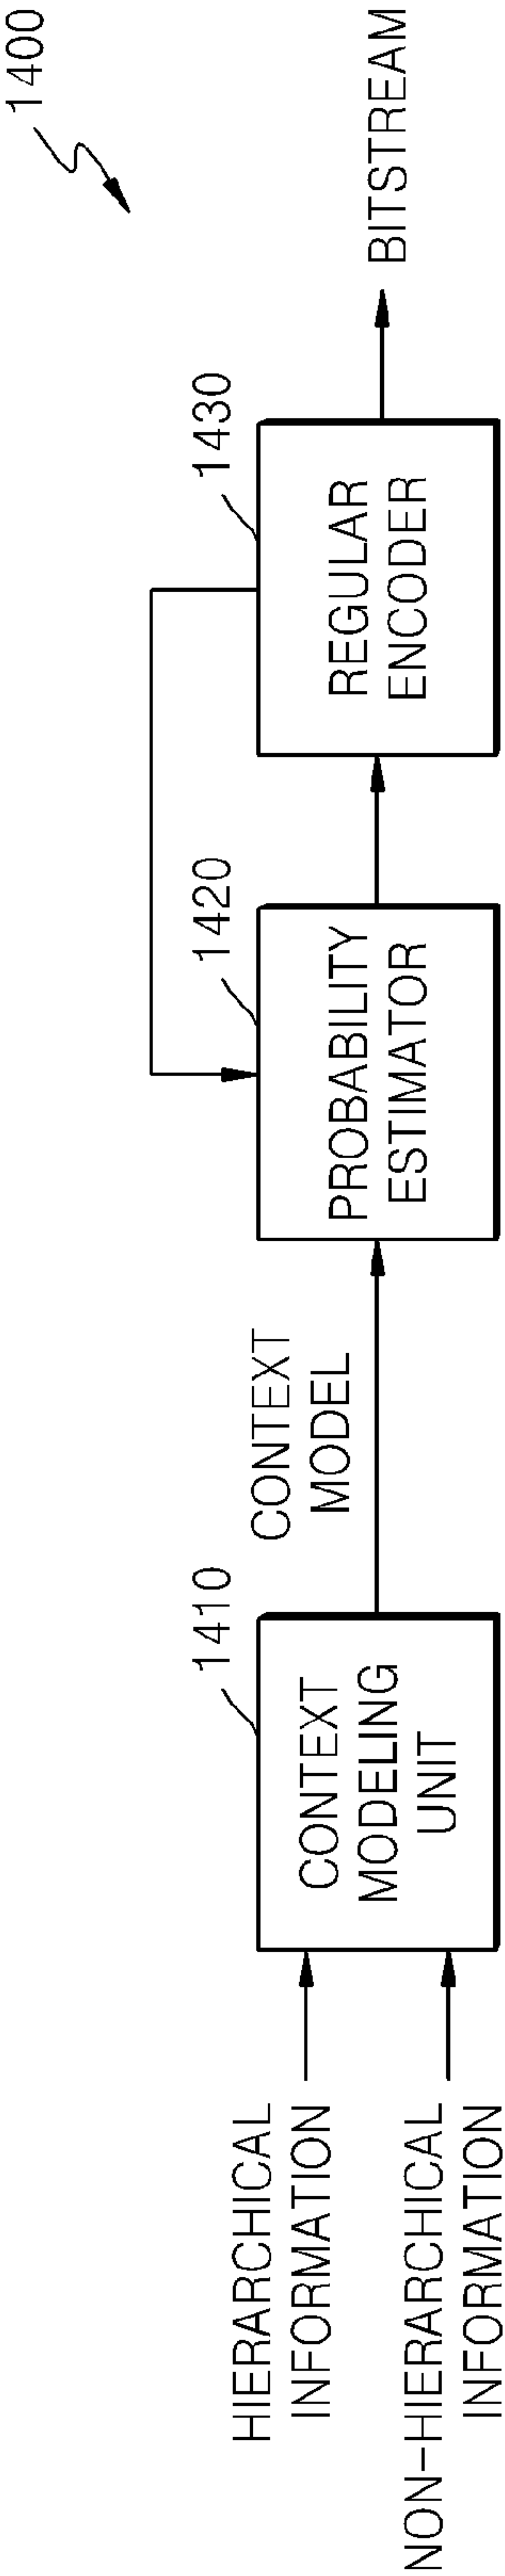 1400
HIERARCHICAL
INFORMATION
NON-HIERARCHICAL
INFORMATION
1410
CONTEXT
MODELING
UNIT
CONTEXT
MODEL
1420
PROBABILITY
ESTIMATOR
1430
REGULAR
ENCODER
BITSTREAM